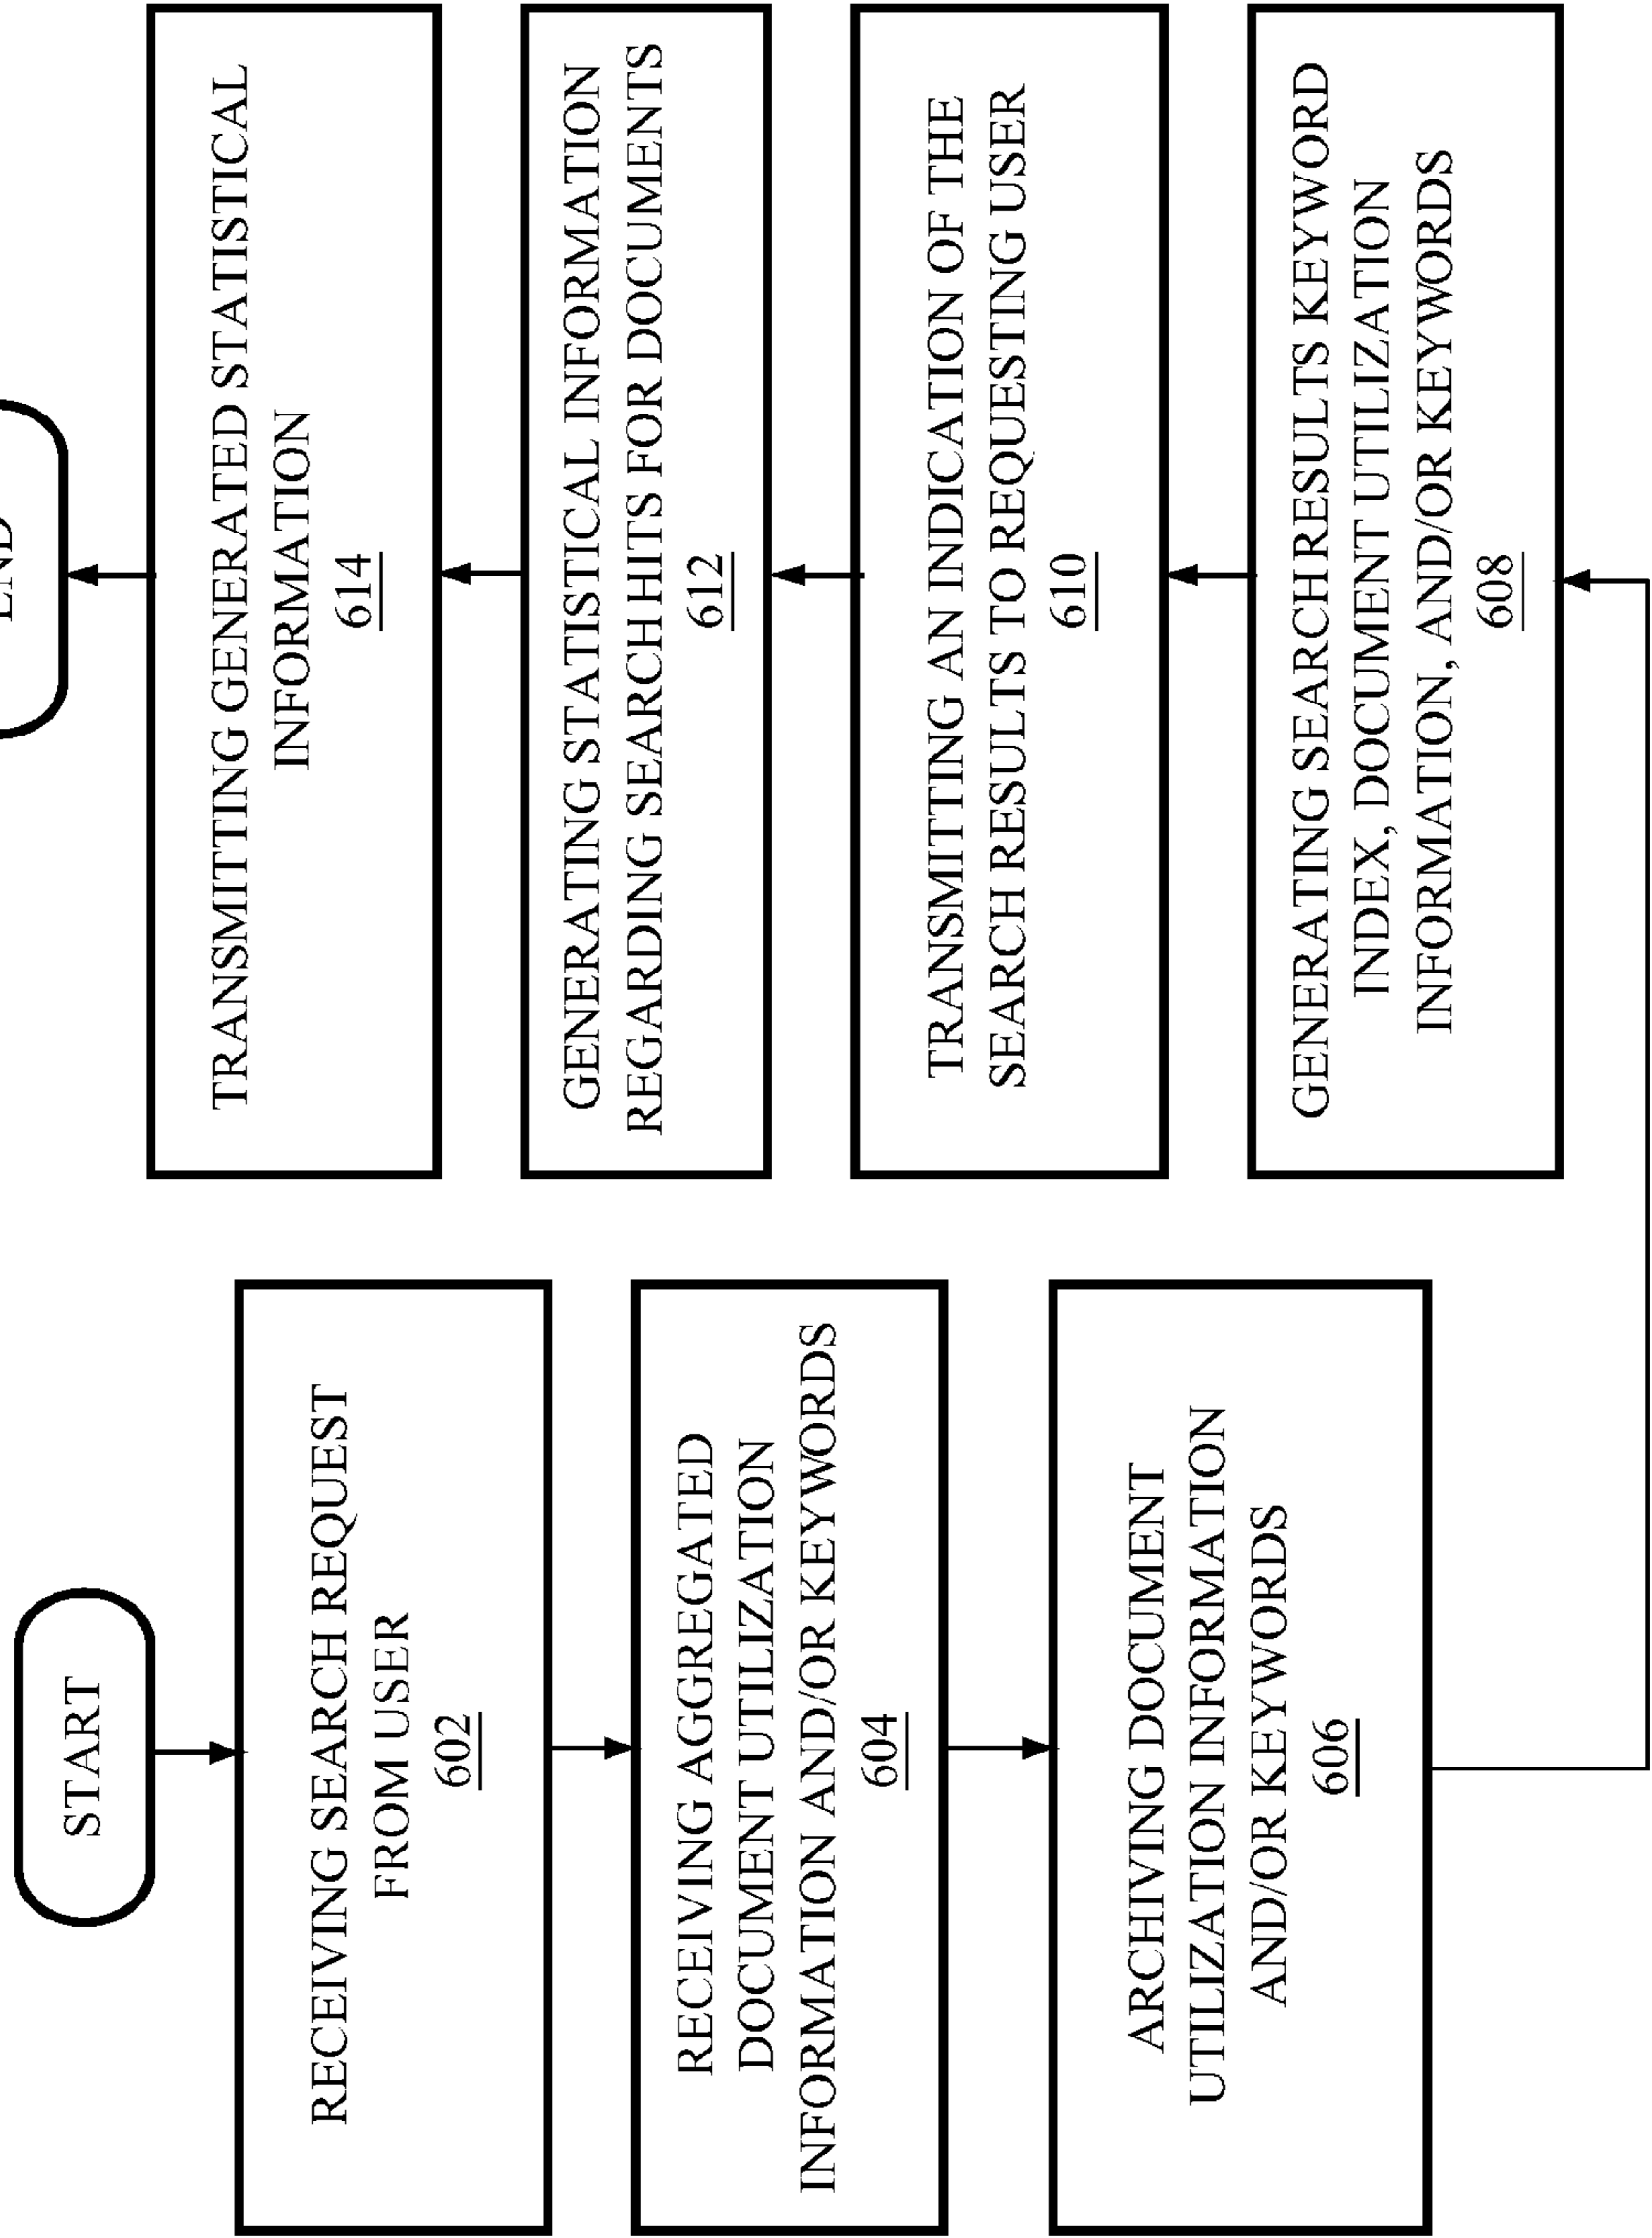 START
RECEIVING SEARCH REQUEST
FROM USER
602
RECEIVING AGGREGATED
DOCUMENT UTILIZATION
INFORMATION AND/OR KEYWORDS
604
ARCHIVING DOCUMENT
UTILIZATION INFORMATION
AND/OR KEYWORDS
606
GENERATING SEARCH RESULTS KEYWORD
INDEX, DOCUMENT UTILIZATION
INFORMATION, AND/OR KEYWORDS
608
TRANSMITTING AN INDICATION OF THE
SEARCH RESULTS TO REQUESTING USER
610
GENERATING STATISTICAL INFORMATION
REGARDING SEARCH HITS FOR DOCUMENTS
612
TRANSMITTING GENERATED STATISTICAL
INFORMATION
614
END